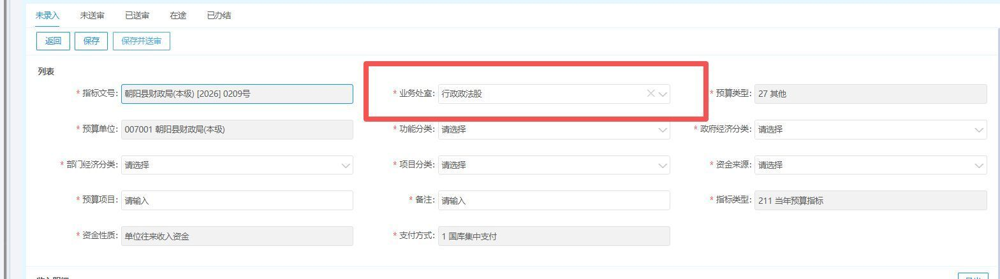 未录入 未送审 已送审 在途 已办结
返回 保存 保存并送审
列表
* 指标文号: 朝阳县财政局(本级) [2026] 0209号 * 业务处室: 行政政法股 * 预算类型: 27 其他
* 预算单位: 007001 朝阳县财政局(本级) * 功能分类: 请选择 * 政府经济分类: 请选择
* 部门经济分类: 请选择 * 项目分类: 请选择 * 资金来源: 请选择
* 预算项目: 请输入 * 备注: 请输入 * 指标类型: 211 当年预算指标
* 资金性质: 单位往来收入资金 * 支付方式: 1 国库集中支付